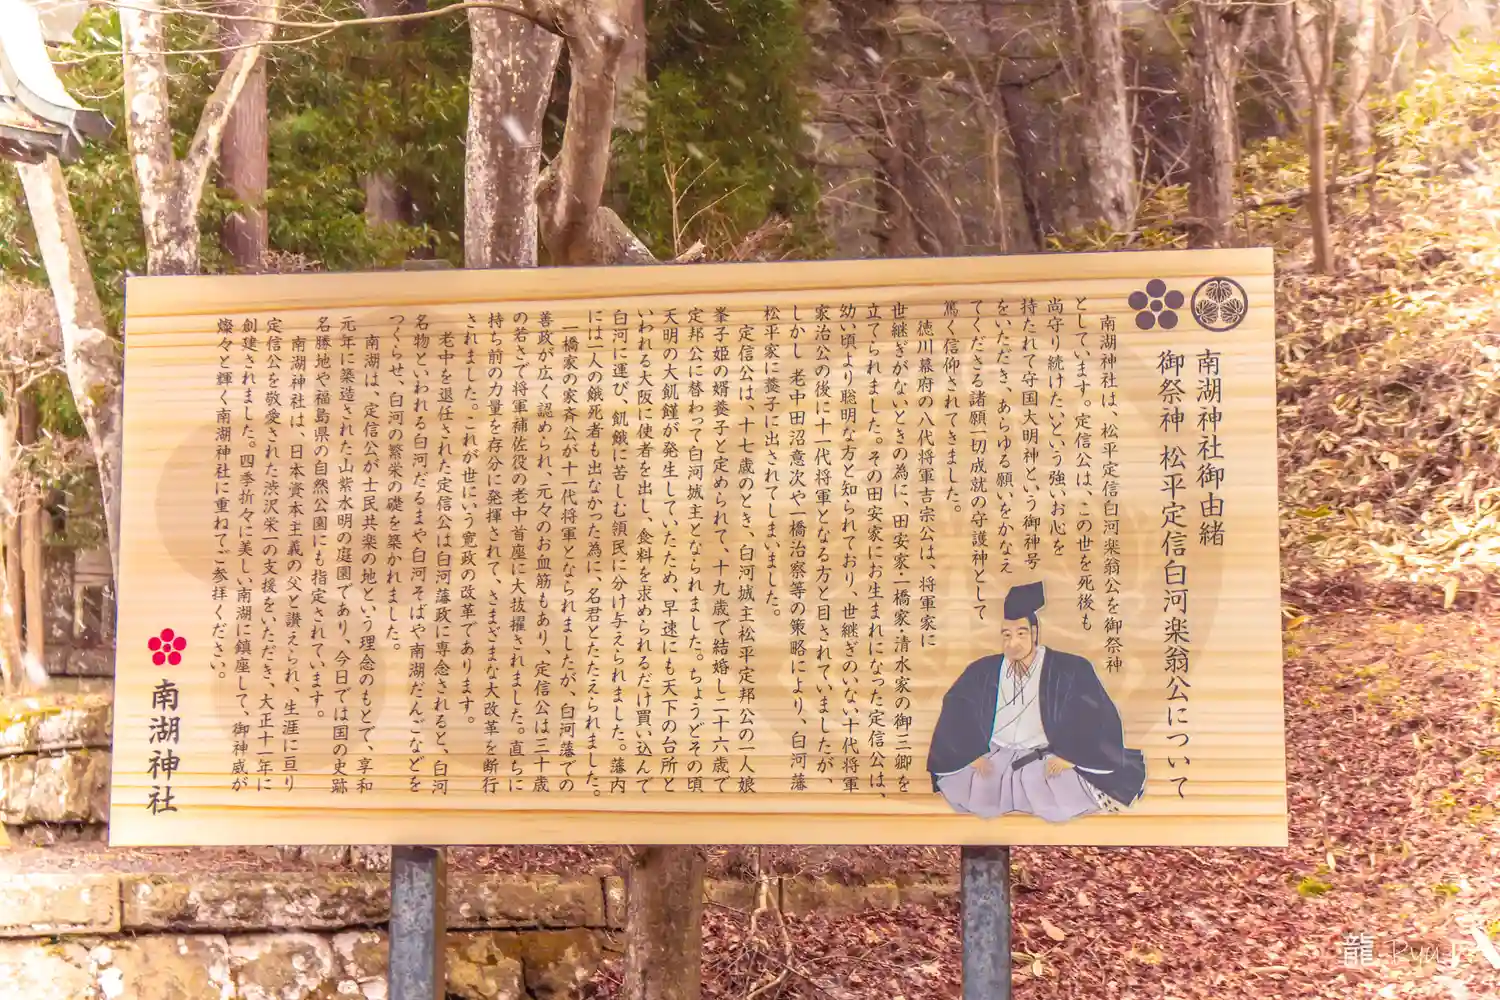 南湖神社御由緒
御祭神 松平定信白河楽翁公について
南湖神社は、松平定信白河楽翁公を御祭神
としています。定信公は、この世を死後も
尚守り続けたいという強いお心を
持たれて守国大明神という御神号
をいただき、あらゆる願いをかなえ
てくださる諸願一切成就の守護神として
篤く信仰されてきました。
徳川幕府の八代将軍吉宗公は、将軍家に
世継ぎがないときの為に、田安家・一橋家・清水家の御三卿を
立てられました。その田安家にお生まれになった定信公は、
幼い頃より聡明な方と知られており、世継ぎのいない十代将軍
家治公の後に十一代将軍となる方と目されていましたが、
しかし、老中田沼意次や一橋治察等の策略により、白河藩
松平家に養子に出されてしまいました。
定信公は、十七歳のとき、白河城主松平定邦公の一人娘
峯子姫の婿養子と定められて、十九歳で結婚し二十六歳で
定邦公に替わって白河城主となられました。ちょうどその頃
天明の大飢饉が発生していたため、早速にも天下の台所と
いわれる大阪に使者を出し、食料を求められるだけ買い込んで
白河に運び、飢餓に苦しむ領民に分け与えられました。藩内
には一人の餓死者も出なかった為に、名君とたたえられました。
一橋家の家斉公が十一代将軍となられましたが、白河藩での
善政が広く認められ、元々のお血筋もあり、定信公は三十歳
の若さで将軍補佐役の老中首座に大抜擢されました。直ちに
持ち前の力量を存分に発揮されて、さまざまな大改革を断行
されました。これが世にいう寛政の改革であります。
老中を退任された定信公は白河藩政に専念されると、白河
名物といわれる白河だるまや白河そばや南湖だんごなどを
つくらせ、白河の繁栄の礎を築かれました。
南湖は、定信公が士民共楽の地という理念のもとで、享和
元年に築造された山紫水明の庭園であり、今日では国の史跡
名勝地や福島県の自然公園にも指定されています。
南湖神社は、日本資本主義の父と讃えられ、生涯に亘り
定信公を敬愛された渋沢栄一の支援をいただき、大正十一年に
創建されました。四季折々に美しい南湖に鎮座して、御神威が
燦々と輝く南湖神社に重ねてご参拝ください。
南湖神社
龍 Ryu